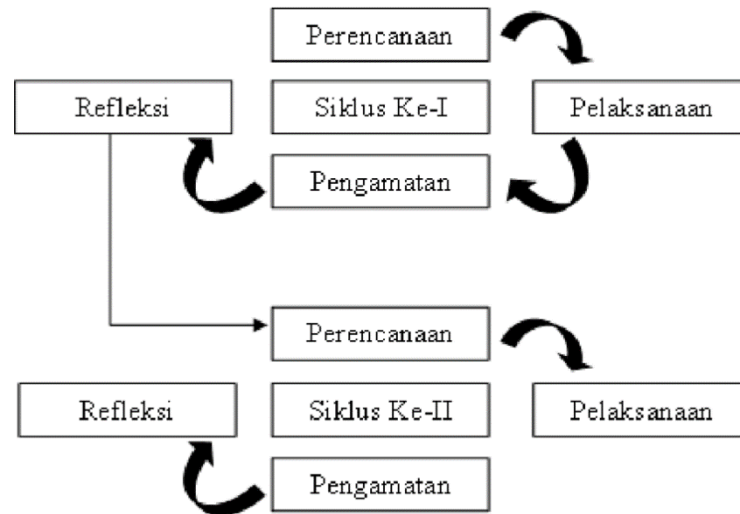 Perencanaan
Refleksi
Siklus Ke-I
Pelaksanaan
Pengamatan
Perencanaan
Refleksi
Siklus Ke-II
Pelaksanaan
Pengamatan